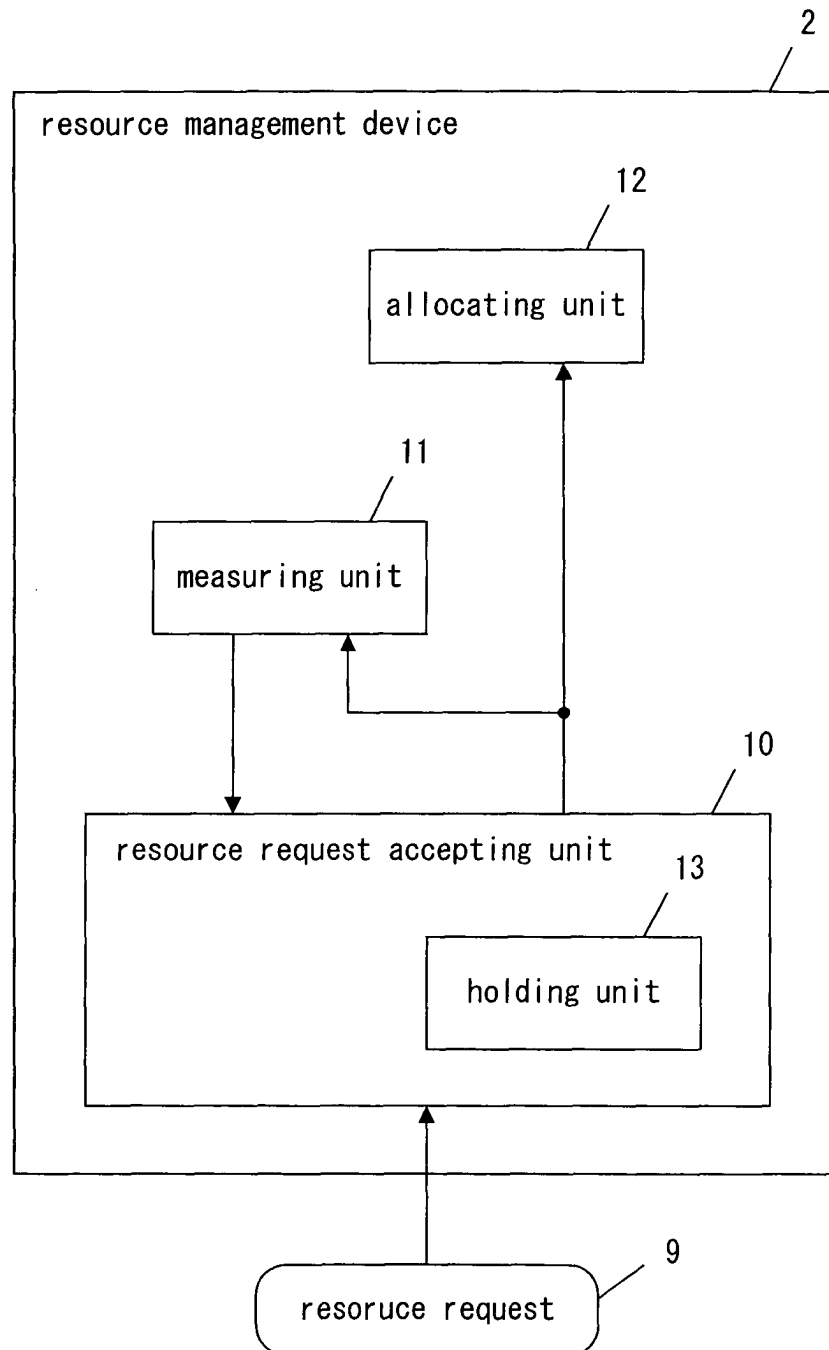 2
resource management device
12
allocating unit
11
measuring unit
10
resource request accepting unit
13
holding unit
9
resoruce request